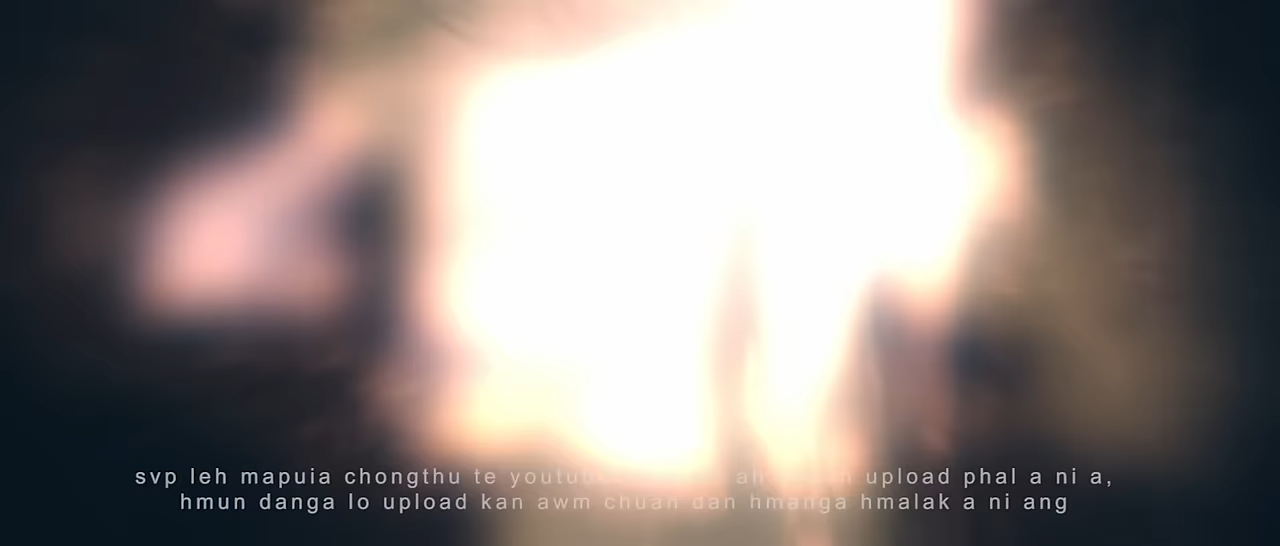 svp leh mapuia chongthu te youtube upload phal a ni a,
hmun danga lo upload kan awm chuan dan hmanga hmalak a ni ang